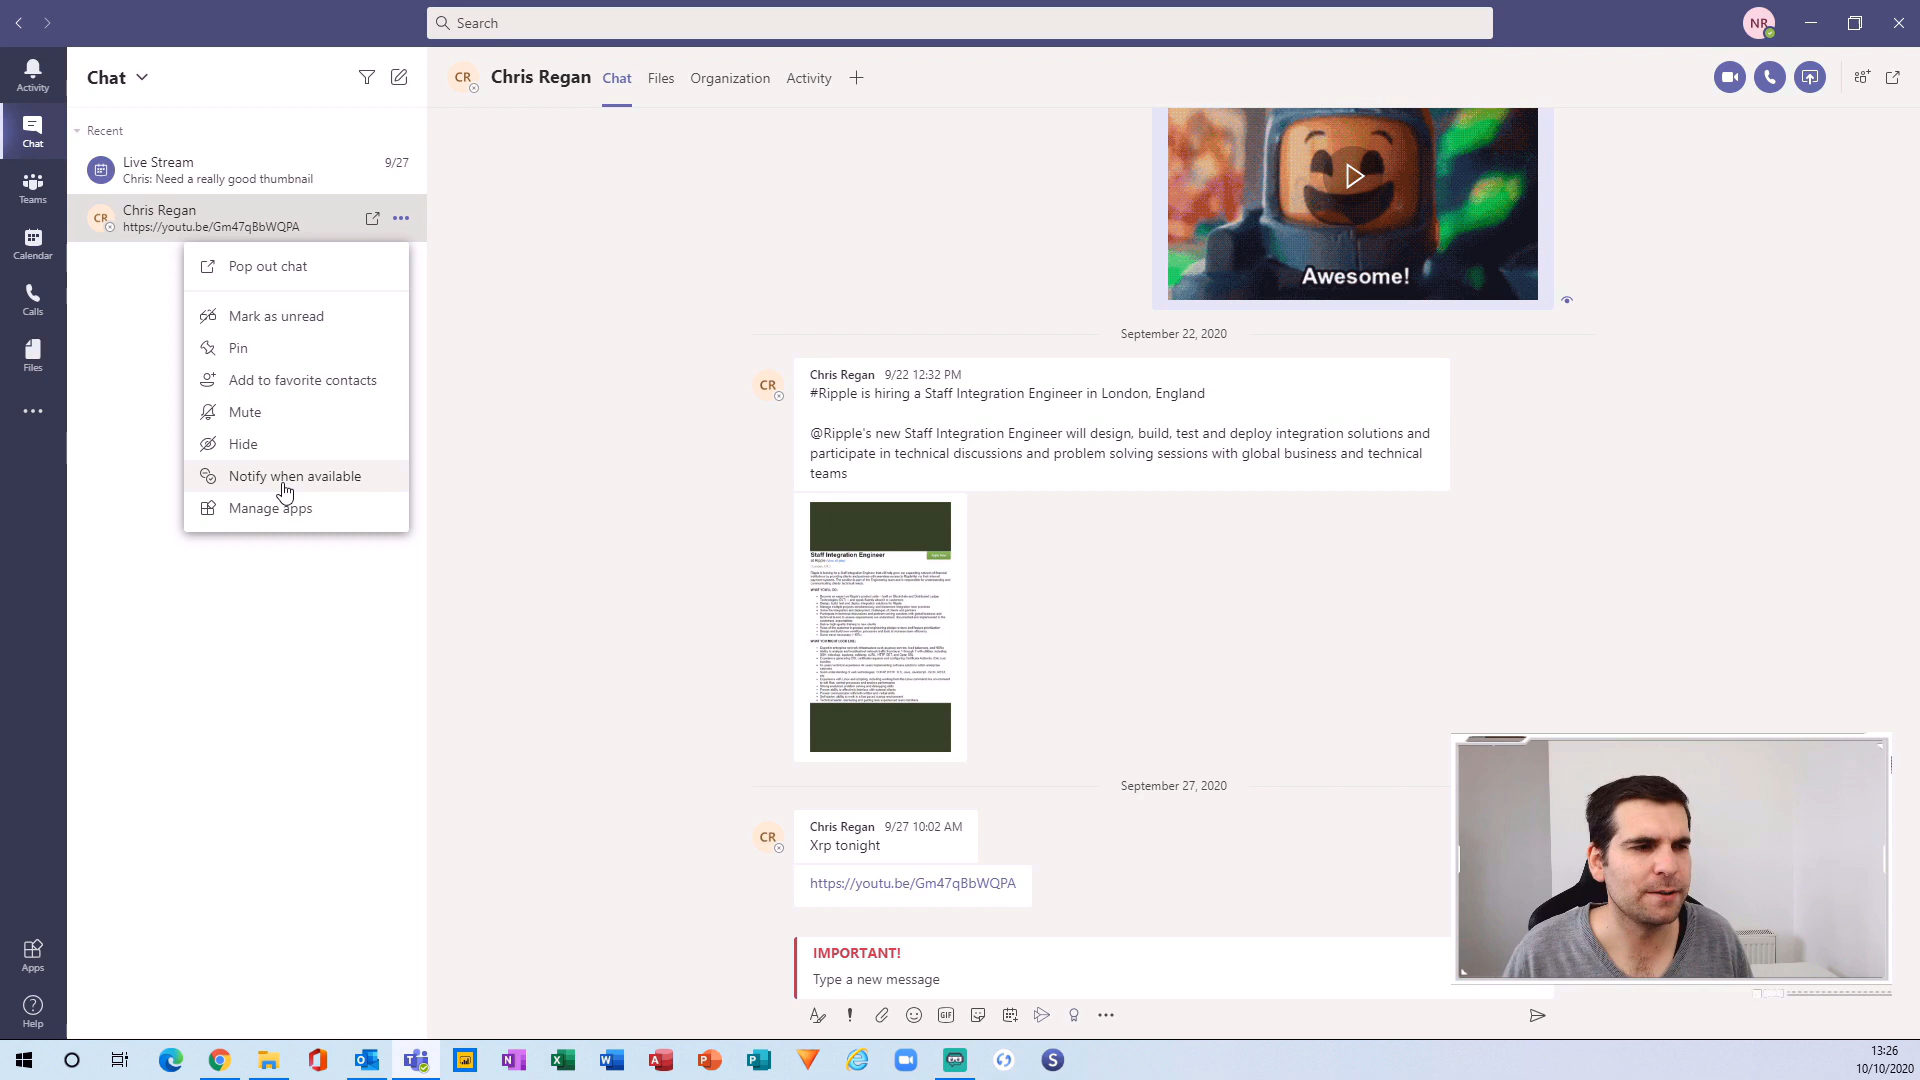 Search
NR
Activity
Chat
Teams
Calendar
Calls
Files
Apps
Help
Chat
Recent
Live Stream 9/27
Chris: Need a really good thumbnail
CR Chris Regan
https://youtu.be/Gm47qBbWQPA
Pop out chat
Mark as unread
Pin
Add to favorite contacts
Mute
Hide
Notify when available
Manage apps
CR Chris Regan Chat Files Organization Activity
Awesome!
September 22, 2020
CR
Chris Regan 9/22 12:32 PM
#Ripple is hiring a Staff Integration Engineer in London, England
@Ripple's new Staff Integration Engineer will design, build, test and deploy integration solutions and
participate in technical discussions and problem solving sessions with global business and technical
teams
Staff Integration Engineer
September 27, 2020
CR
Chris Regan 9/27 10:02 AM
Xrp tonight
https://youtu.be/Gm47qBbWQPA
IMPORTANT!
Type a new message
GIF
13:26
10/10/2020